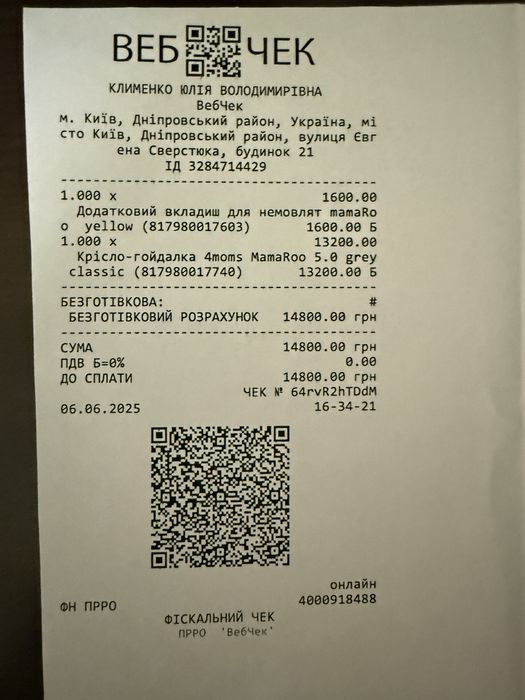 ВЕБ ЧЕК
КЛИМЕНКО ЮЛІЯ ВОЛОДИМИРІВНА
ВебЧек
м. Київ, Дніпровський район, Україна, мі
сто Київ, Дніпровський район, вулиця Євг
ена Сверстюка, будинок 21
ІД 3284714429
1.000 x 1600.00
Додатковий вкладиш для немовлят mamaRo
o yellow (817980017603) 1600.00 Б
1.000 x 13200.00
Крісло-гойдалка 4moms MamaRoo 5.0 grey
classic (817980017740) 13200.00 Б
БЕЗГОТІВКОВА: #
БЕЗГОТІВКОВИЙ РОЗРАХУНОК 14800.00 грн
СУМА 14800.00 грн
ПДВ Б=0% 0.00
ДО СПЛАТИ 14800.00 грн
ЧЕК № 64rvR2hTDdM
06.06.2025 16-34-21
онлайн
ФН ПРРО 4000918488
ФІСКАЛЬНИЙ ЧЕК
ПРРО 'ВебЧек'